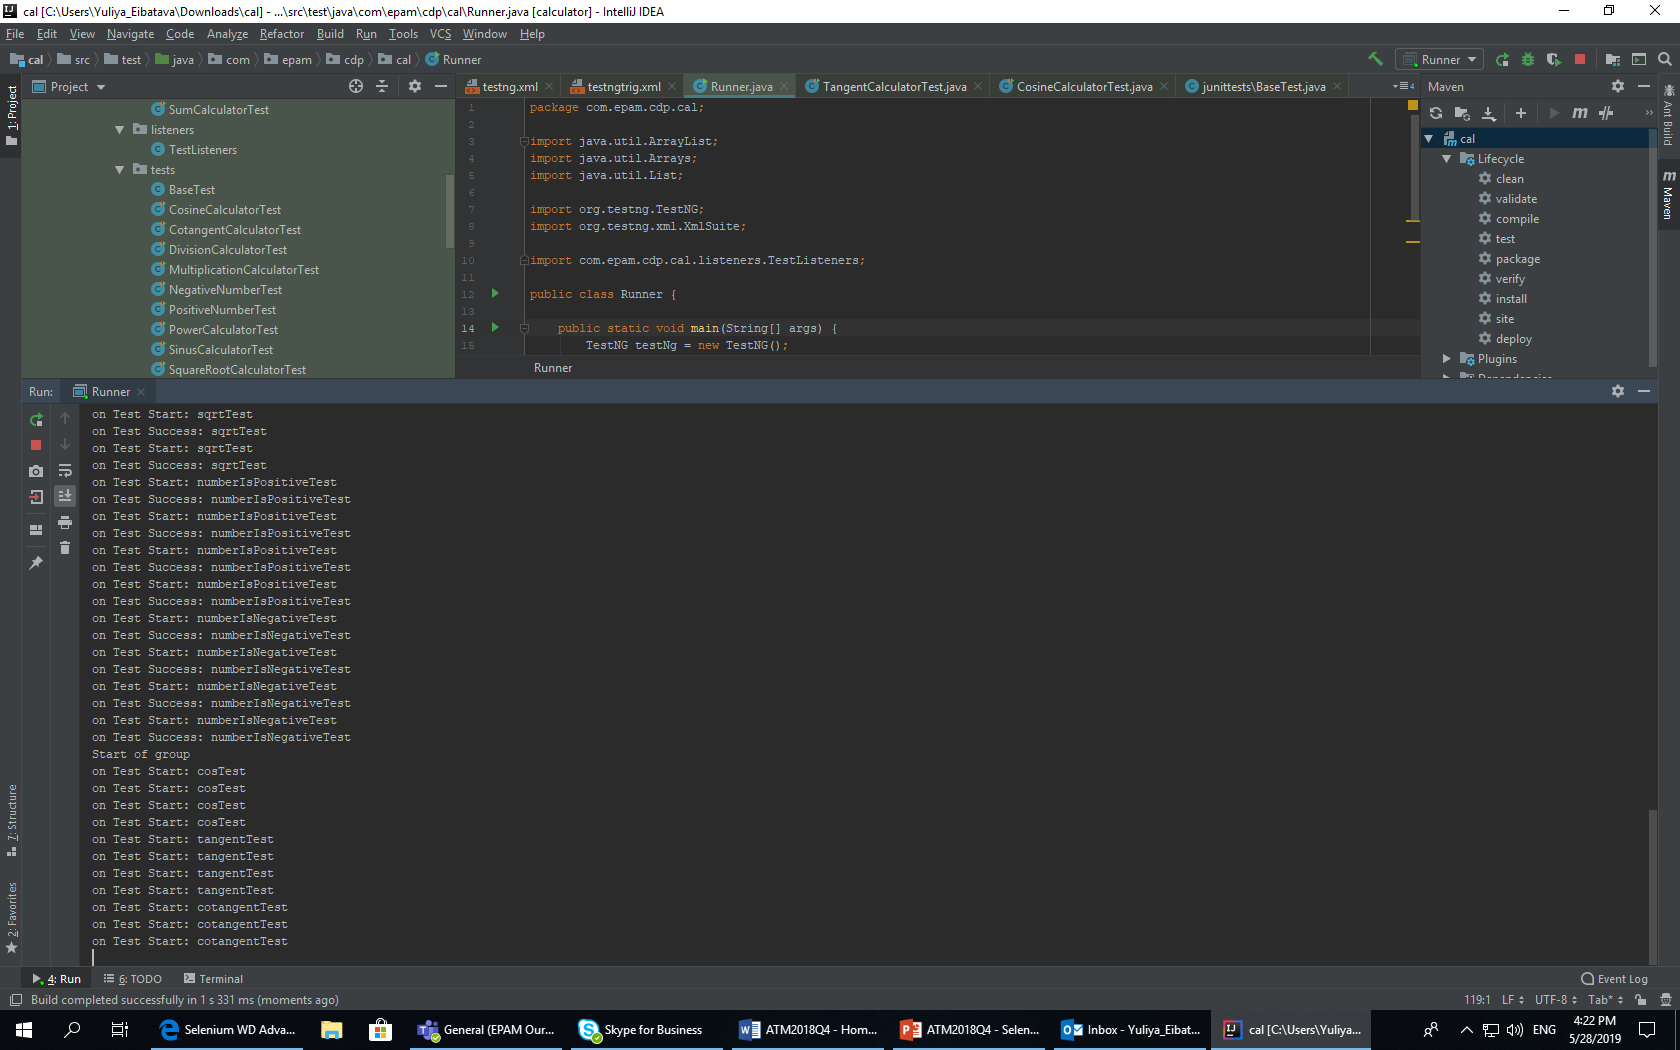 cal [C:\Users\Yuliya_Eibatava\Downloads\cal] - ...\src\test\java\com\epam\cdp\cal\Runner.java [calculator] - IntelliJ IDEA
File Edit View Navigate Code Analyze Refactor Build Run Tools VCS Window Help
cal src test java com epam cdp cal Runner
Runner
1: Project
Project
SumCalculatorTest
listeners
TestListeners
tests
BaseTest
CosineCalculatorTest
CotangentCalculatorTest
DivisionCalculatorTest
MultiplicationCalculatorTest
NegativeNumberTest
PositiveNumberTest
PowerCalculatorTest
SinusCalculatorTest
SquareRootCalculatorTest
testng.xml testngtrig.xml Runner.java TangentCalculatorTest.java CosineCalculatorTest.java junittests\BaseTest.java
1 package com.epam.cdp.cal;
2
3 import java.util.ArrayList;
4 import java.util.Arrays;
5 import java.util.List;
6
7 import org.testng.TestNG;
8 import org.testng.xml.XmlSuite;
9
10 import com.epam.cdp.cal.listeners.TestListeners;
11
12 public class Runner {
13
14 public static void main(String[] args) {
15 TestNG testNg = new TestNG();
Runner
Maven
cal
Lifecycle
clean
validate
compile
test
package
verify
install
site
deploy
Plugins
Dependencies
Ant Build
Maven
Run: Runner
on Test Start: sqrtTest
on Test Success: sqrtTest
on Test Start: sqrtTest
on Test Success: sqrtTest
on Test Start: numberIsPositiveTest
on Test Success: numberIsPositiveTest
on Test Start: numberIsPositiveTest
on Test Success: numberIsPositiveTest
on Test Start: numberIsPositiveTest
on Test Success: numberIsPositiveTest
on Test Start: numberIsPositiveTest
on Test Success: numberIsPositiveTest
on Test Start: numberIsNegativeTest
on Test Success: numberIsNegativeTest
on Test Start: numberIsNegativeTest
on Test Success: numberIsNegativeTest
on Test Start: numberIsNegativeTest
on Test Success: numberIsNegativeTest
on Test Start: numberIsNegativeTest
on Test Success: numberIsNegativeTest
Start of group
on Test Start: cosTest
on Test Start: cosTest
on Test Start: cosTest
on Test Start: cosTest
on Test Start: tangentTest
on Test Start: tangentTest
on Test Start: tangentTest
on Test Start: tangentTest
on Test Start: cotangentTest
on Test Start: cotangentTest
on Test Start: cotangentTest
7: Structure
2: Favorites
4: Run 6: TODO Terminal Event Log
Build completed successfully in 1 s 331 ms (moments ago) 119:1 LF UTF-8 Tab*
Selenium WD Adva... General (EPAM Our... Skype for Business ATM2018Q4 - Hom... ATM2018Q4 - Selen... Inbox - Yuliya_Eibat... cal [C:\Users\Yuliya... ENG 4:22 PM
5/28/2019